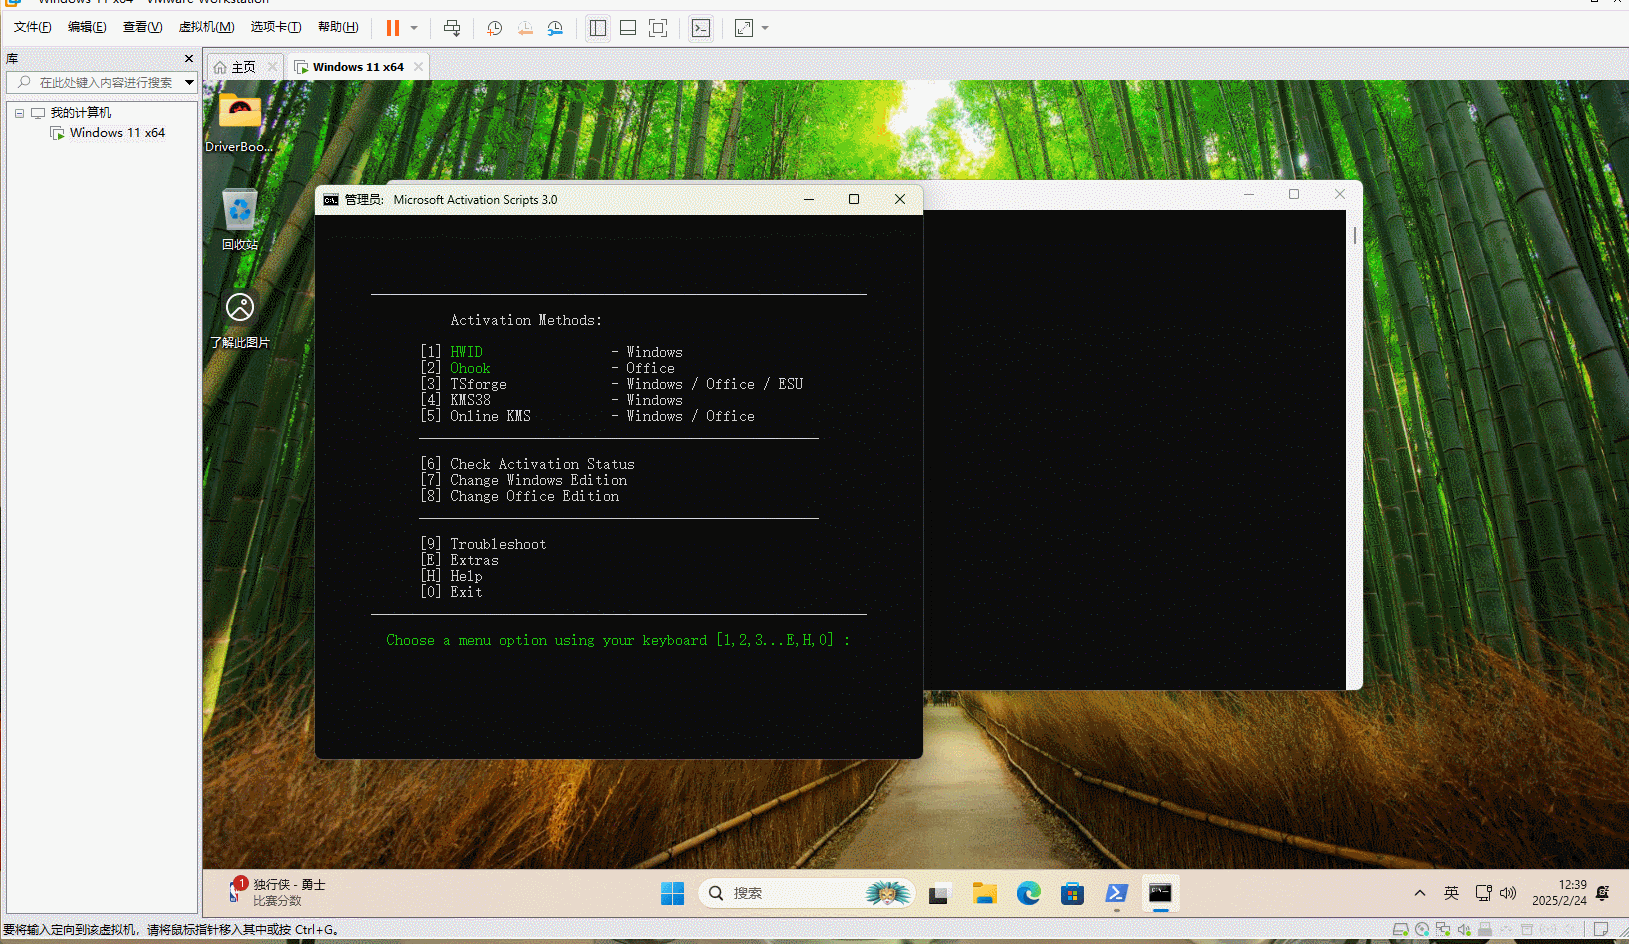 Windows 11 x64 - VMware Workstation
文件(F) 编辑(E) 查看(V) 虚拟机(M) 选项卡(T) 帮助(H)
库
在此处键入内容进行搜索
我的计算机
Windows 11 x64
主页
Windows 11 x64
DriverBoo...
回收站
了解此图片
管理员: Microsoft Activation Scripts 3.0
Activation Methods:
[1] HWID - Windows
[2] Ohook - Office
[3] TSforge - Windows / Office / ESU
[4] KMS38 - Windows
[5] Online KMS - Windows / Office
[6] Check Activation Status
[7] Change Windows Edition
[8] Change Office Edition
[9] Troubleshoot
[E] Extras
[H] Help
[0] Exit
Choose a menu option using your keyboard [1,2,3...E,H,0] :
1
独行侠 - 勇士
比赛分数
搜索
英
12:39
2025/2/24
要将输入定向到该虚拟机，请将鼠标指针移入其中或按 Ctrl+G。